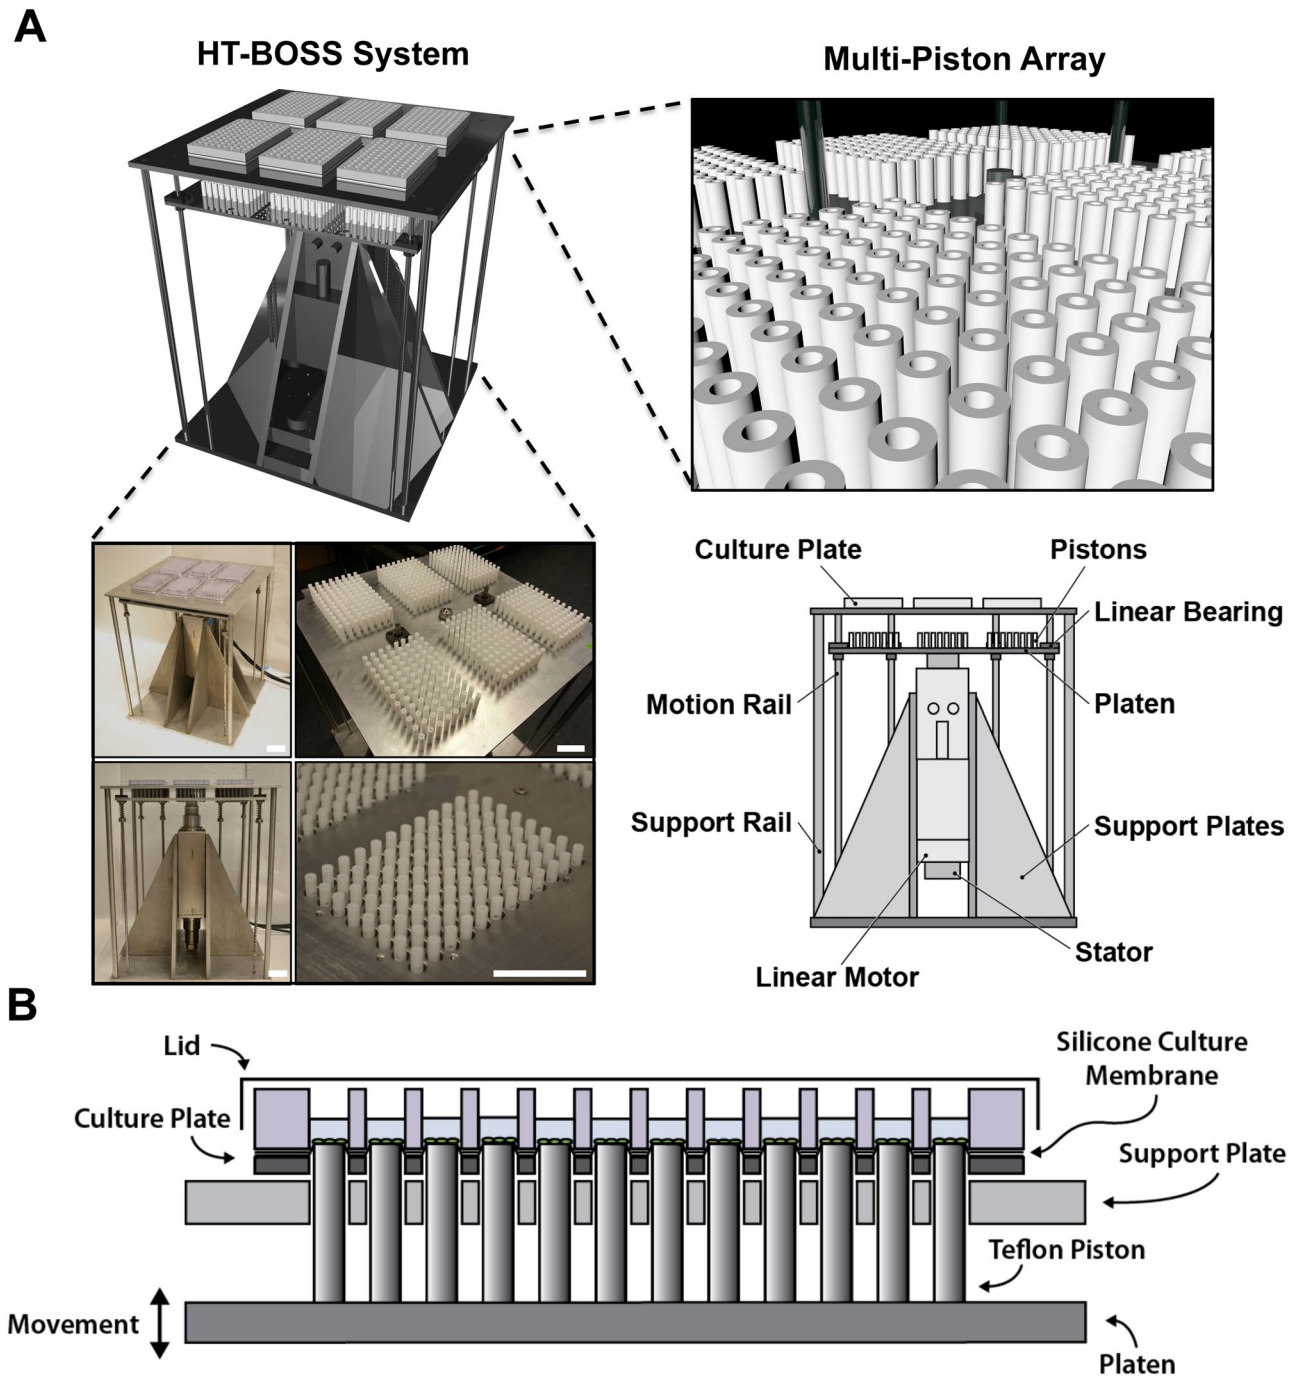 A
HT-BOSS System
Multi-Piston Array
Culture Plate
Pistons
Linear Bearing
Motion Rail
Platen
Support Rail
Support Plates
Stator
Linear Motor
B
Lid
Silicone Culture
Membrane
Culture Plate
Support Plate
Teflon Piston
Movement
Platen